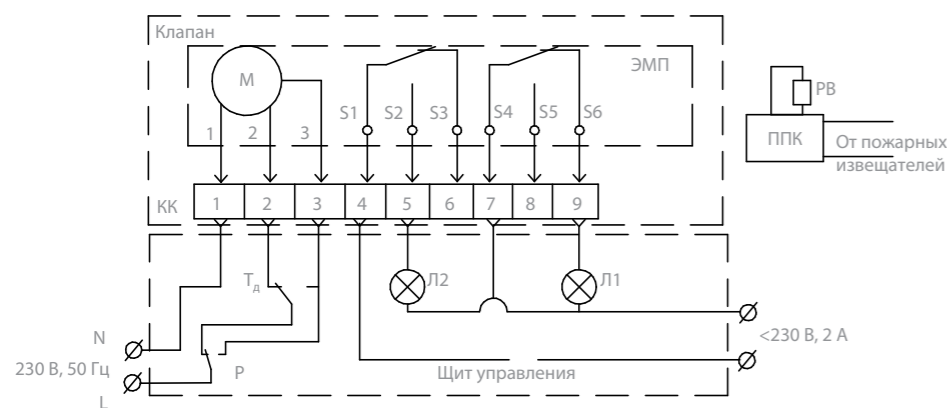 Клапан
ЭМП
М
1 2 3
S1 S2 S3 S4 S5 S6
КК
1 2 3 4 5 6 7 8 9
РВ
ППК
От пожарных
извещателей
Тд
Л2
Л1
N
230 В, 50 Гц
L
Р
Щит управления
<230 В, 2 А